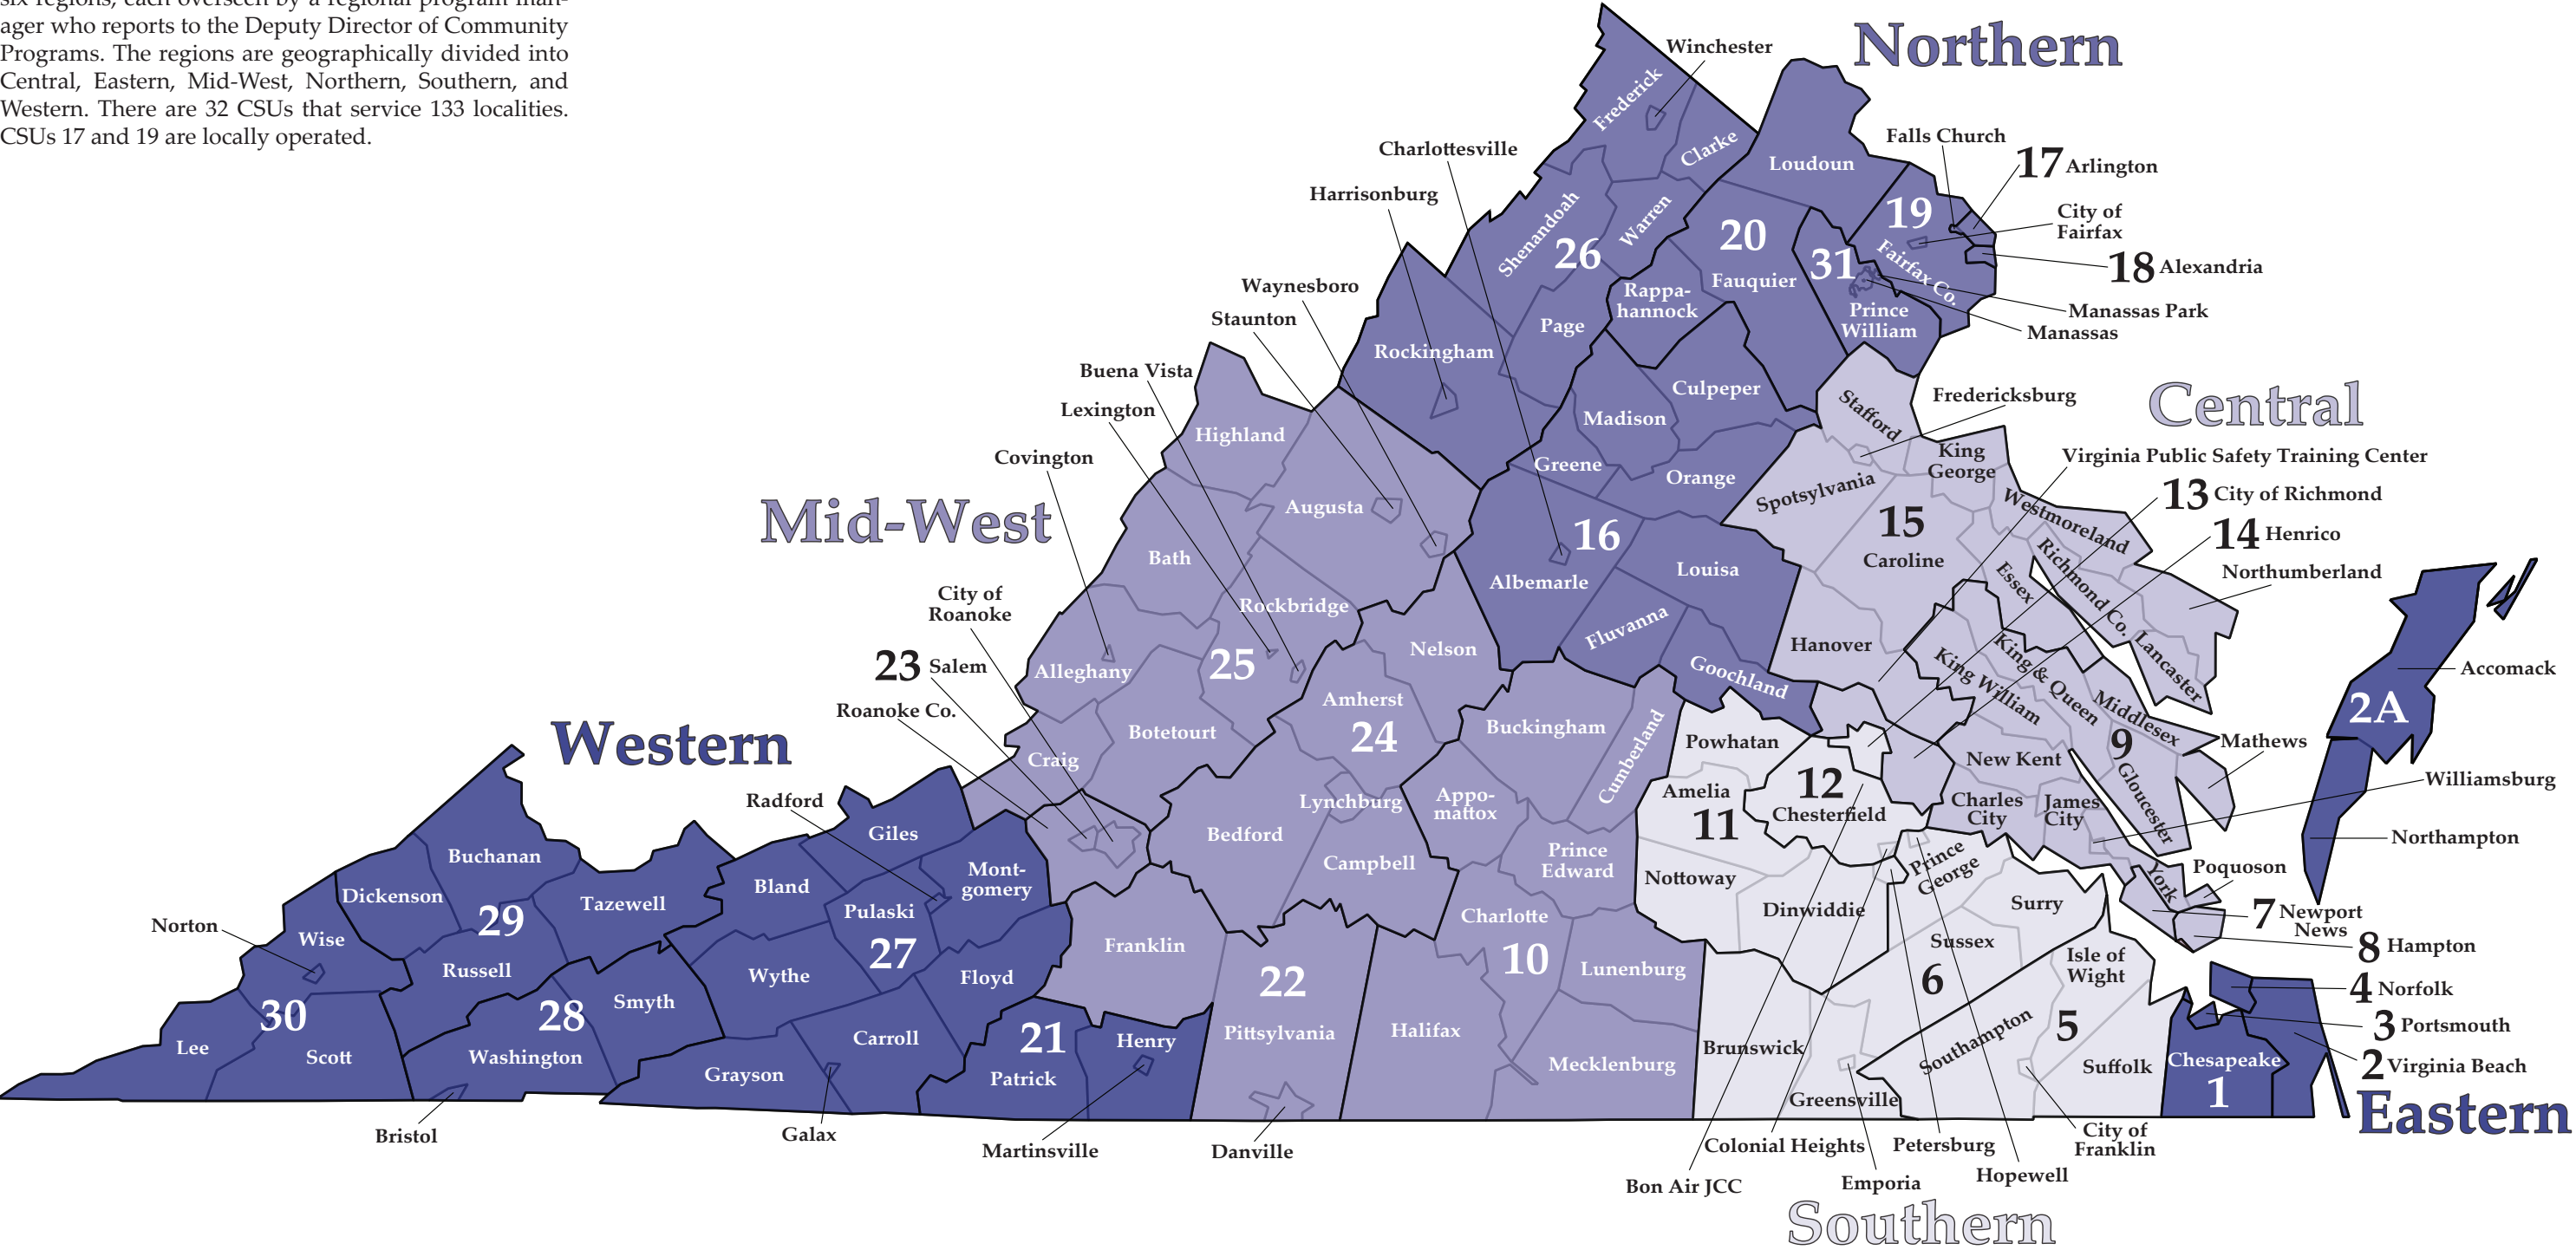 six regions, each overseen by a regional program man-
ager who reports to the Deputy Director of Community
Programs. The regions are geographically divided into
Central, Eastern, Mid-West, Northern, Southern, and
Western. There are 32 CSUs that service 133 localities.
CSUs 17 and 19 are locally operated.
Northern
Winchester
Frederick
Clarke
Loudoun
Falls Church
17 Arlington
City of
Fairfax
18 Alexandria
19
Fairfax Co.
Manassas Park
Manassas
31
Prince
William
20
Fauquier
Rappa-
hannock
Warren
Shenandoah
26
Page
Rockingham
Charlottesville
Harrisonburg
Waynesboro
Staunton
Buena Vista
Lexington
Covington
Culpeper
Madison
Greene
Orange
16
Albemarle
Louisa
Fluvanna
Goochland
Central
Fredericksburg
Stafford
King
George
Virginia Public Safety Training Center
13 City of Richmond
14 Henrico
Northumberland
Westmoreland
Richmond Co.
Lancaster
Essex
Spotsylvania
15
Caroline
Hanover
King William
King & Queen
Middlesex
9
Gloucester
Mathews
Williamsburg
New Kent
Charles
City
James
City
York
Poquoson
7 Newport
News
8 Hampton
Accomack
2A
Northampton
4 Norfolk
3 Portsmouth
2 Virginia Beach
Chesapeake
1
Eastern
Mid-West
Highland
Augusta
Bath
Rockbridge
Alleghany
25
Botetourt
Craig
City of
Roanoke
23 Salem
Roanoke Co.
Nelson
Amherst
24
Lynchburg
Bedford
Campbell
Buckingham
Cumberland
Appo-
mattox
Prince
Edward
Charlotte
10
Lunenburg
Halifax
Mecklenburg
Franklin
22
Pittsylvania
Danville
Western
Radford
Giles
Mont-
gomery
Bland
Pulaski
27
Wythe
Floyd
Carroll
Grayson
Galax
21
Patrick
Henry
Martinsville
Buchanan
Dickenson
29
Tazewell
Russell
28
Smyth
Washington
Bristol
Norton
Wise
30
Lee
Scott
Powhatan
Amelia
11
12
Chesterfield
Nottoway
Dinwiddie
Prince
George
Surry
Sussex
6
Isle of
Wight
5
Southampton
Suffolk
Brunswick
Greensville
Colonial Heights
Petersburg
City of
Franklin
Bon Air JCC
Emporia
Hopewell
Southern